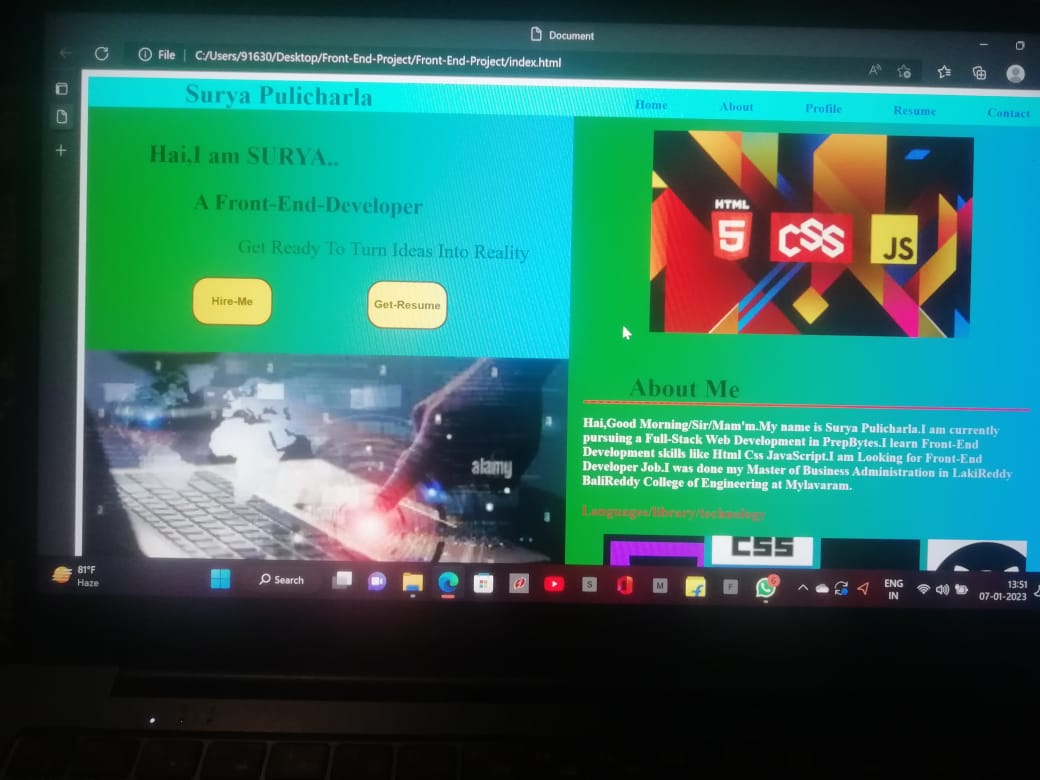 Document
File
C:/Users/91630/Desktop/Front-End-Project/Front-End-Project/index.html
Surya Pulicharla
Home
About
Profile
Resume
Contact
Hai,I am SURYA..
A Front-End-Developer
Get Ready To Turn Ideas Into Reality
Hire-Me
Get-Resume
alamy
HTML
5
CSS
JS
About Me
Hai,Good Morning/Sir/Mam'm.My name is Surya Pulicharla.I am currently
pursuing a Full-Stack Web Development in PrepBytes.I learn Front-End
Development skills like Html Css JavaScript.I am Looking for Front-End
Developer Job.I was done my Master of Business Administration in LakiReddy
BaliReddy College of Engineering at Mylavaram.
Languages/library/technology
CSS
81°F
Haze
Search
S
M
F
ENG
IN
13:51
07-01-2023